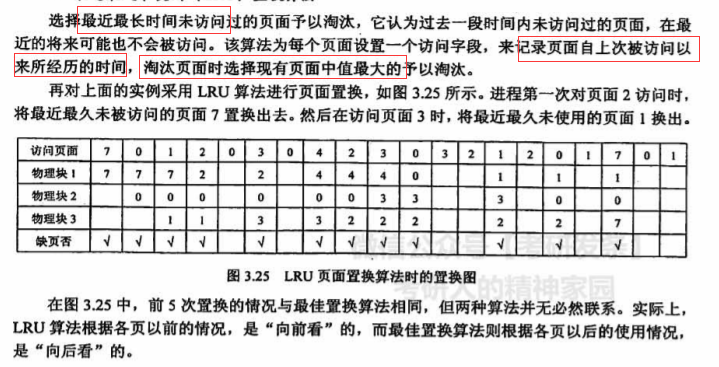 选择最近最长时间未访问过的页面予以淘汰，它认为过去一段时间内未访问过的页面，在最
近的将来可能也不会被访问。该算法为每个页面设置一个访问字段，来记录页面自上次被访问以
来所经历的时间，淘汰页面时选择现有页面中值最大的予以淘汰。
再对上面的实例采用 LRU 算法进行页面置换，如图 3.25 所示。进程第一次对页面 2 访问时，
将最近最久未被访问的页面 7 置换出去。然后在访问页面 3 时，将最近最久未使用的页面 1 换出。
访问页面 7 0 1 2 0 3 0 4 2 3 0 3 2 1 2 0 1 7 0 1
物理块 1 7 7 7 2 2 4 4 4 0 1 1 1
物理块 2 0 0 0 0 0 0 3 3 3 0 0
物理块 3 1 1 3 3 2 2 2 2 2 7
缺页否 √ √ √ √ √ √ √ √ √ √ √ √
图 3.25 LRU 页面置换算法时的置换图
考研人的精神家园
在图 3.25 中，前 5 次置换的情况与最佳置换算法相同，但两种算法并无必然联系。实际上，
LRU 算法根据各页以前的情况，是“向前看”的，而最佳置换算法则根据各页以后的使用情况，
是“向后看”的。